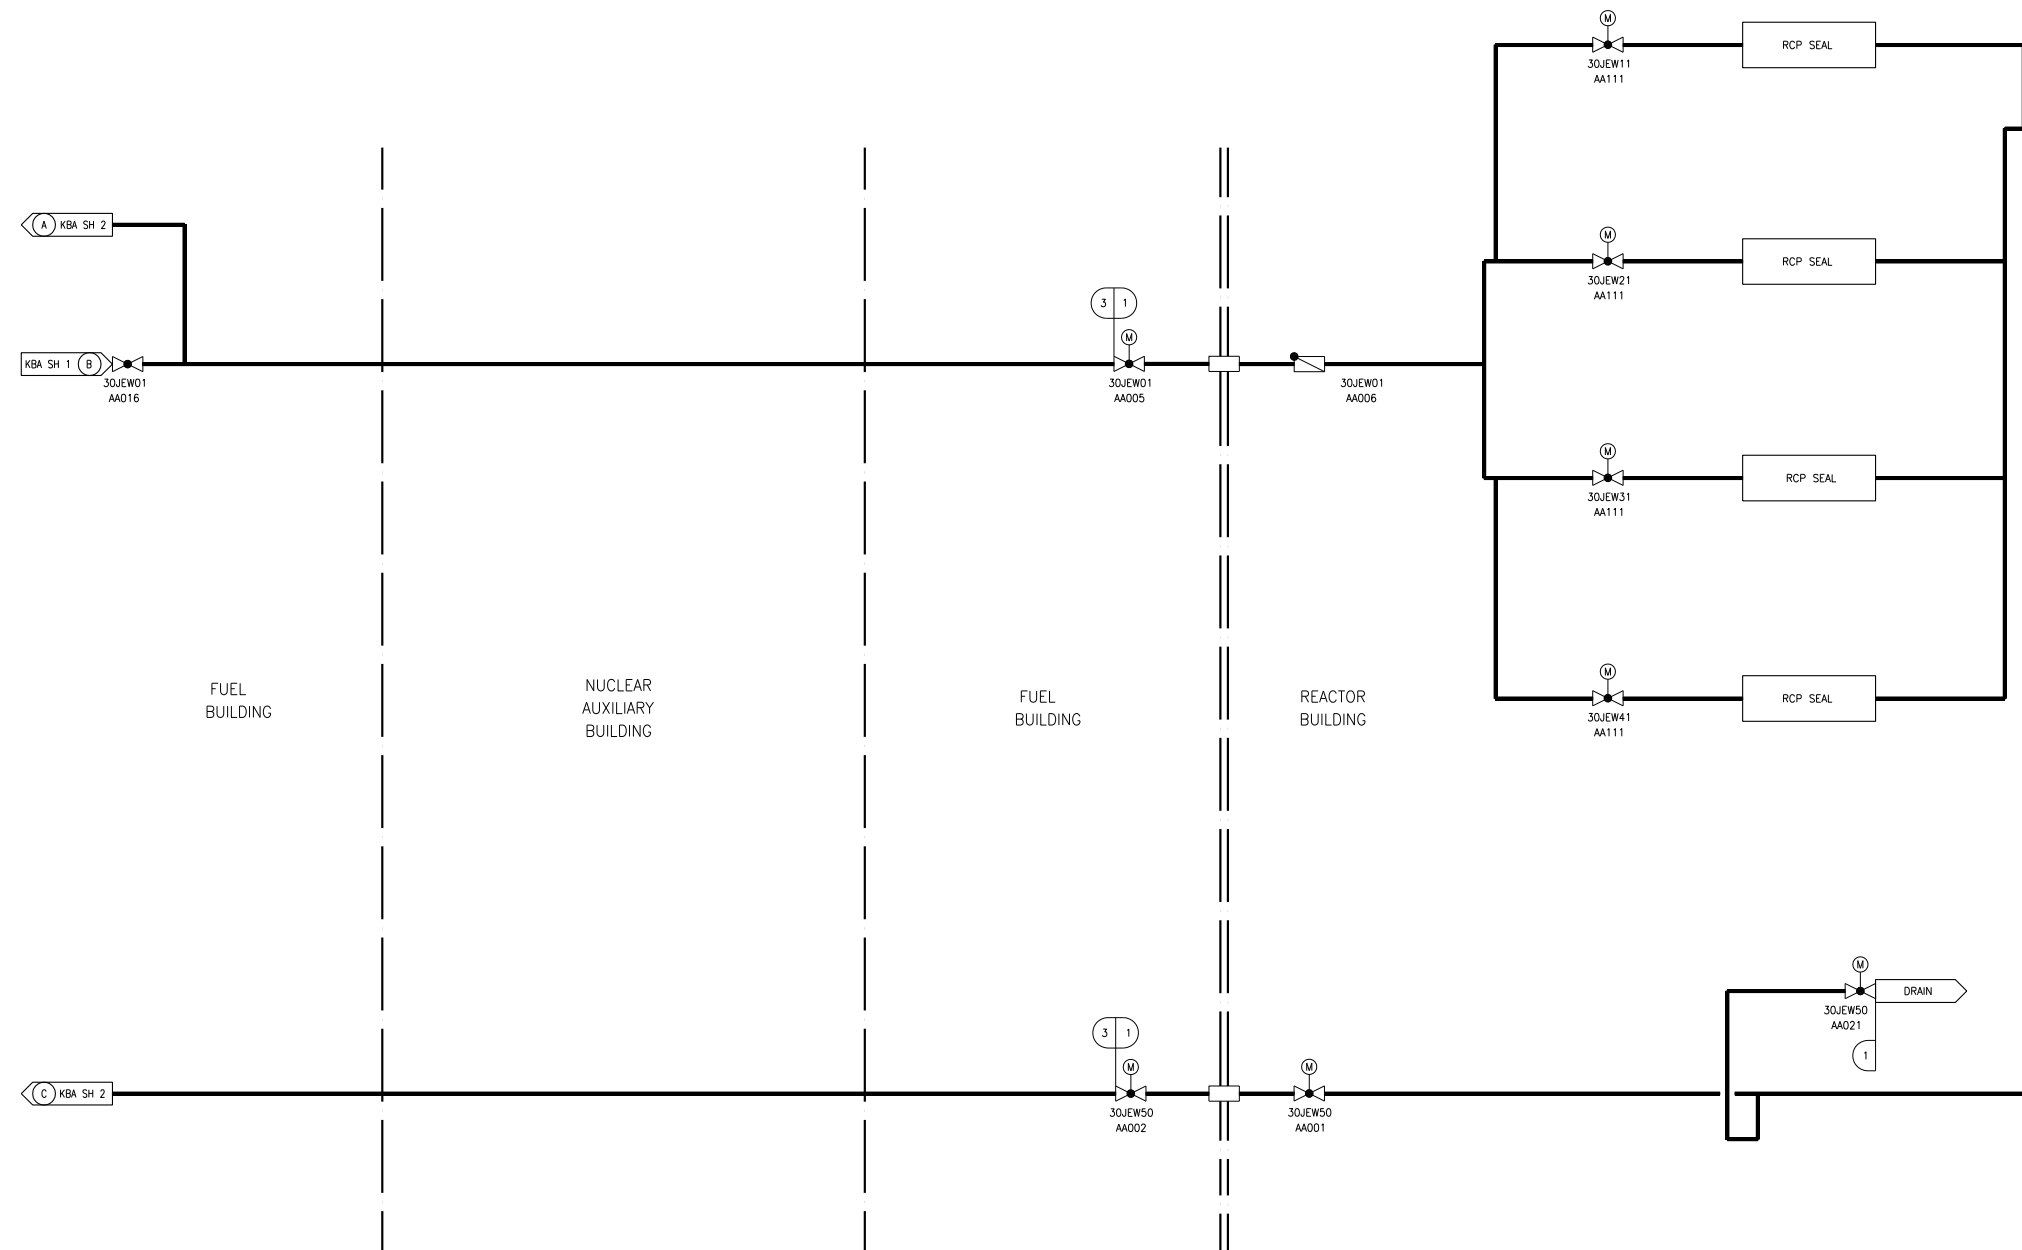 M
RCP SEAL
30JEW11
AA111
A KBA SH 2
M
RCP SEAL
30JEW21
AA111
3 1
M
KBA SH 1 B
30JEW01
AA016
30JEW01
AA005
30JEW01
AA006
M
RCP SEAL
30JEW31
AA111
M
RCP SEAL
30JEW41
AA111
FUEL
BUILDING
NUCLEAR
AUXILIARY
BUILDING
FUEL
BUILDING
REACTOR
BUILDING
M
DRAIN
30JEW50
AA021
1
3 1
M
M
C KBA SH 2
30JEW50
AA002
30JEW50
AA001